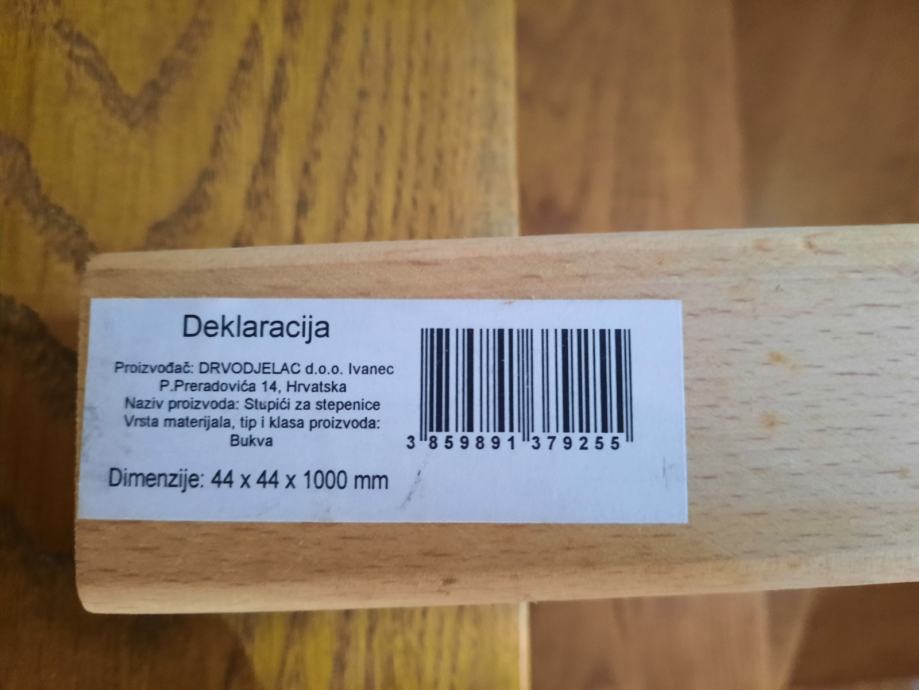 Deklaracija
Proizvođač: DRVODJELAC d.o.o. Ivanec
P.Preradovića 14, Hrvatska
Naziv proizvoda: Stupići za stepenice
Vrsta materijala, tip i klasa proizvoda:
Bukva
Dimenzije: 44 x 44 x 1000 mm
3 859891 379255